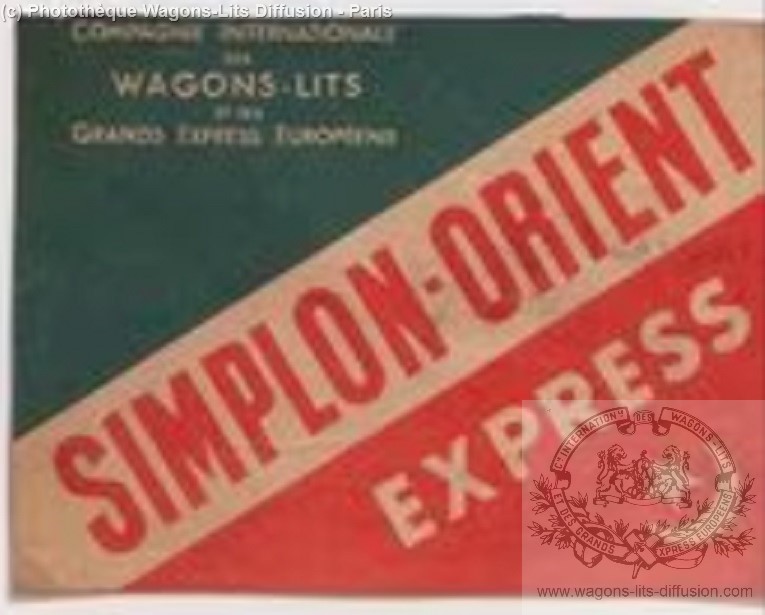 (c) Photothèque Wagons-Lits Diffusion - Paris
COMPAGNIE INTERNATIONALE
DES
WAGONS-LITS
ET DES
GRANDS EXPRESS EUROPÉENS
SIMPLON-ORIENT
EXPRESS
Cie INTERNATIONle DES WAGONS-LITS
ET DES GRANDS EXPRESS EUROPÉENS
www.wagons-lits-diffusion.com